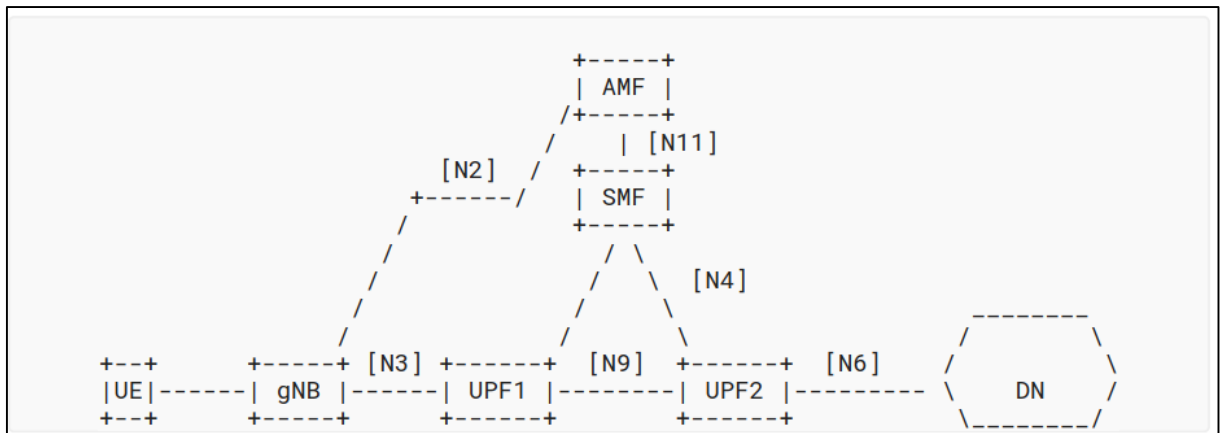 AMF
[N11]
[N2]
SMF
[N4]
[N3] [N9] [N6]
UE gNB UPF1 UPF2 DN